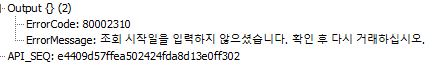 Output {} (2)
ErrorCode: 80002310
ErrorMessage: 조회 시작일을 입력하지 않으셨습니다. 확인 후 다시 거래하십시오.
API_SEQ: e4409d57ffea502424fda8d13e0ff302